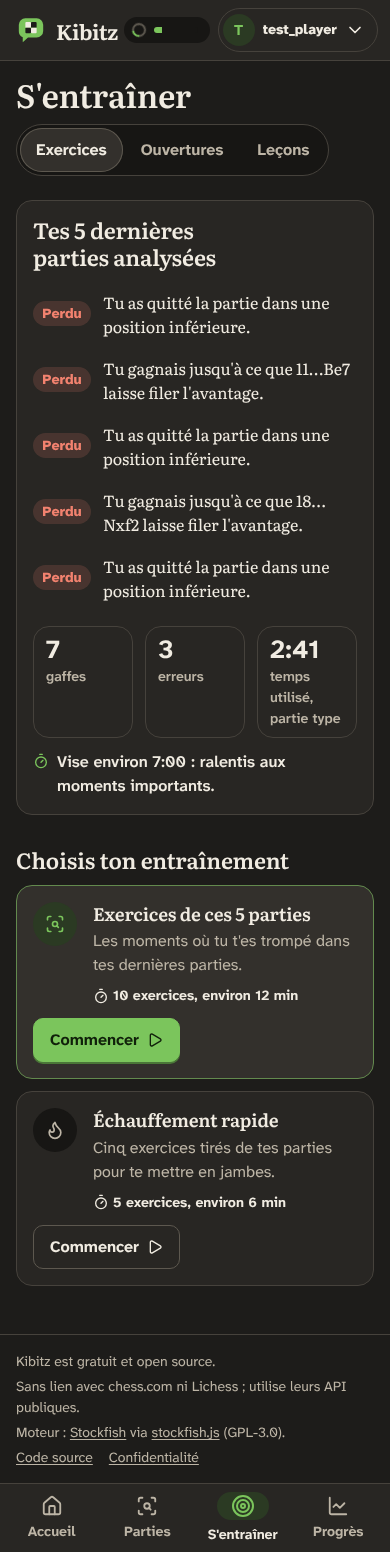 Kibitz
T test_player
S'entraîner
Exercices Ouvertures Leçons
Tes 5 dernières
parties analysées
Perdu
Tu as quitté la partie dans une
position inférieure.
Perdu
Tu gagnais jusqu'à ce que 11…Be7
laisse filer l'avantage.
Perdu
Tu as quitté la partie dans une
position inférieure.
Perdu
Tu gagnais jusqu'à ce que 18…
Nxf2 laisse filer l'avantage.
Perdu
Tu as quitté la partie dans une
position inférieure.
7
gaffes
3
erreurs
2:41
temps
utilisé,
partie type
Vise environ 7:00 : ralentis aux
moments importants.
Choisis ton entraînement
Exercices de ces 5 parties
Les moments où tu t'es trompé dans
tes dernières parties.
10 exercices, environ 12 min
Commencer
Échauffement rapide
Cinq exercices tirés de tes parties
pour te mettre en jambes.
5 exercices, environ 6 min
Commencer
Kibitz est gratuit et open source.
Sans lien avec chess.com ni Lichess ; utilise leurs API
publiques.
Moteur : Stockfish via stockfish.js (GPL-3.0).
Code source Confidentialité
Accueil Parties S'entraîner Progrès